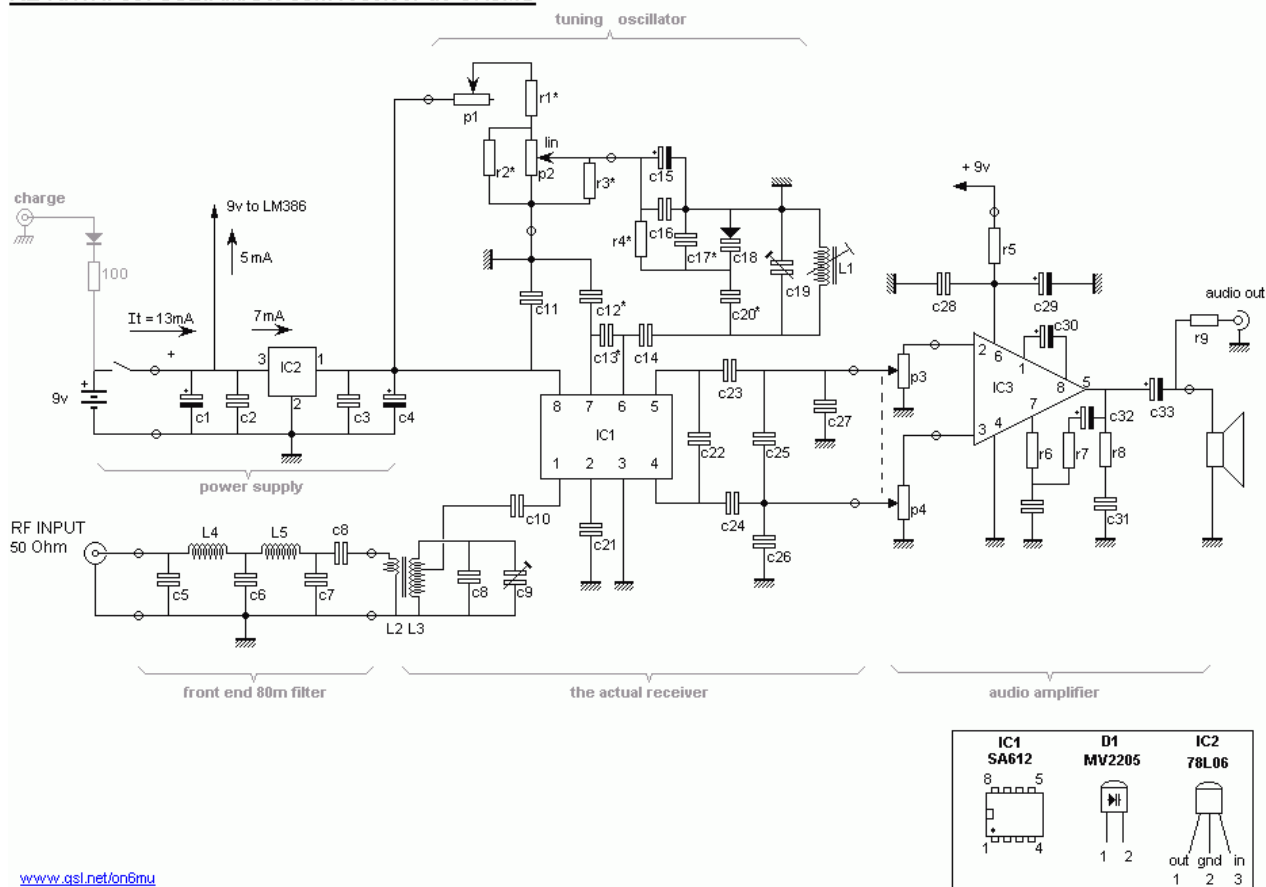 tuning oscillator
p1
r1*
lin
r2*
p2
r3*
c15
+ 9v
charge
9v to LM386
5mA
100
r4*
c16
c17*
c18
c19
L1
r5
c28
c29
audio out
r9
It = 13mA
7mA
+
c11
c12*
c20*
c13*
c14
c30
2
6
1
8
IC3
5
9v
+
3
IC2
1
2
c1
c2
c3
c4
8
7
6
5
IC1
1
2
3
4
c23
p3
c27
c22
c25
3
4
7
c32
c33
r6
r7
r8
power supply
c10
c24
p4
c21
c26
c31
RF INPUT
50 Ohm
L4
L5
c8
c5
c6
c7
c8
c9
L2 L3
front end 80m filter
the actual receiver
audio amplifier
IC1
SA612
D1
MV2205
IC2
78L06
8
5
1
4
1 2
out gnd in
1 2 3
www.qsl.net/on6mu